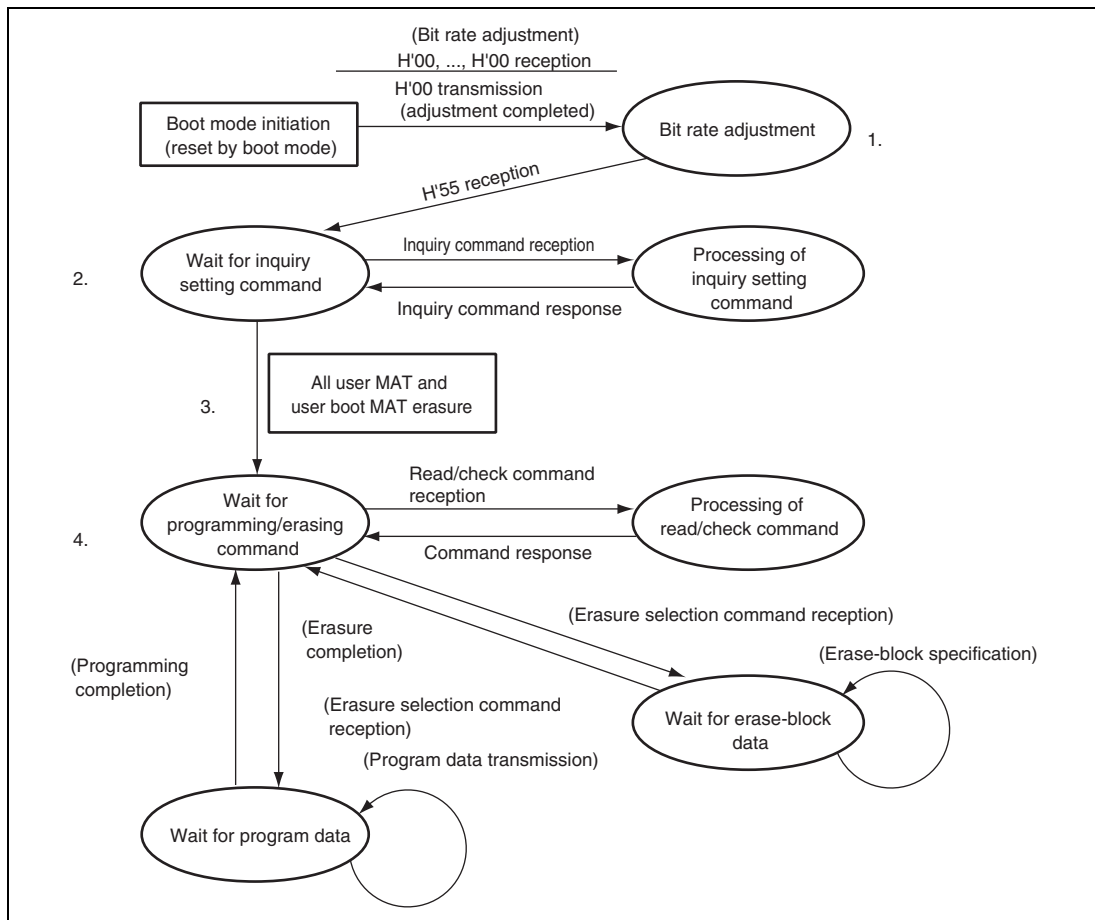 (Bit rate adjustment)
H'00, ..., H'00 reception
H'00 transmission
(adjustment completed)
Boot mode initiation
(reset by boot mode)
Bit rate adjustment
1.
H'55 reception
2.
Wait for inquiry
setting command
Inquiry command reception
Inquiry command response
Processing of
inquiry setting
command
3.
All user MAT and
user boot MAT erasure
4.
Wait for
programming/erasing
command
Read/check command
reception
Command response
Processing of
read/check command
(Erasure selection command reception)
(Erasure
completion)
(Programming
completion)
(Erase-block specification)
(Erasure selection command
reception)
Wait for erase-block
data
(Program data transmission)
Wait for program data